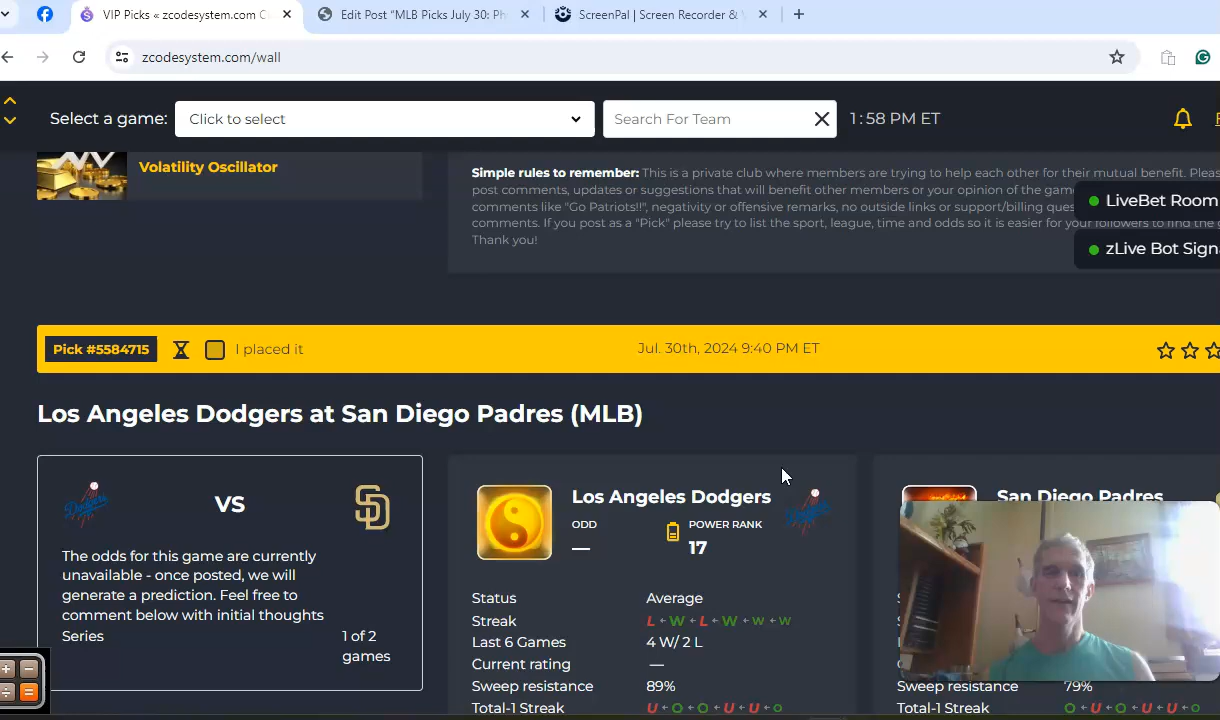 VIP Picks « zcodesystem.com C
Edit Post "MLB Picks July 30: Ph
ScreenPal | Screen Recorder &
zcodesystem.com/wall
Select a game:
Click to select
Search For Team
1:58 PM ET
Volatility Oscillator
Simple rules to remember: This is a private club where members are trying to help each other for their mutual benefit. Pleas
post comments, updates or suggestions that will benefit other members or your opinion of the gam
comments like "Go Patriots!!", negativity or offensive remarks, no outside links or support/billing ques
comments. If you post as a "Pick" please try to list the sport, league, time and odds so it is easier for your followers to find the g
Thank you!
LiveBet Room
zLive Bot Sign
Pick #5584715
I placed it
Jul. 30th, 2024 9:40 PM ET
Los Angeles Dodgers at San Diego Padres (MLB)
Dodgers
VS
SD
The odds for this game are currently
unavailable - once posted, we will
generate a prediction. Feel free to
comment below with initial thoughts
Series
1 of 2
games
Los Angeles Dodgers
Dodgers
ODD
—
POWER RANK
17
Status
Average
Streak
L W L W W W
Last 6 Games
4 W/ 2 L
Current rating
—
Sweep resistance
89%
Total-1 Streak
U O O U U O
San Diego Padres
Sweep resistance
79%
Total-1 Streak
O U O U U O